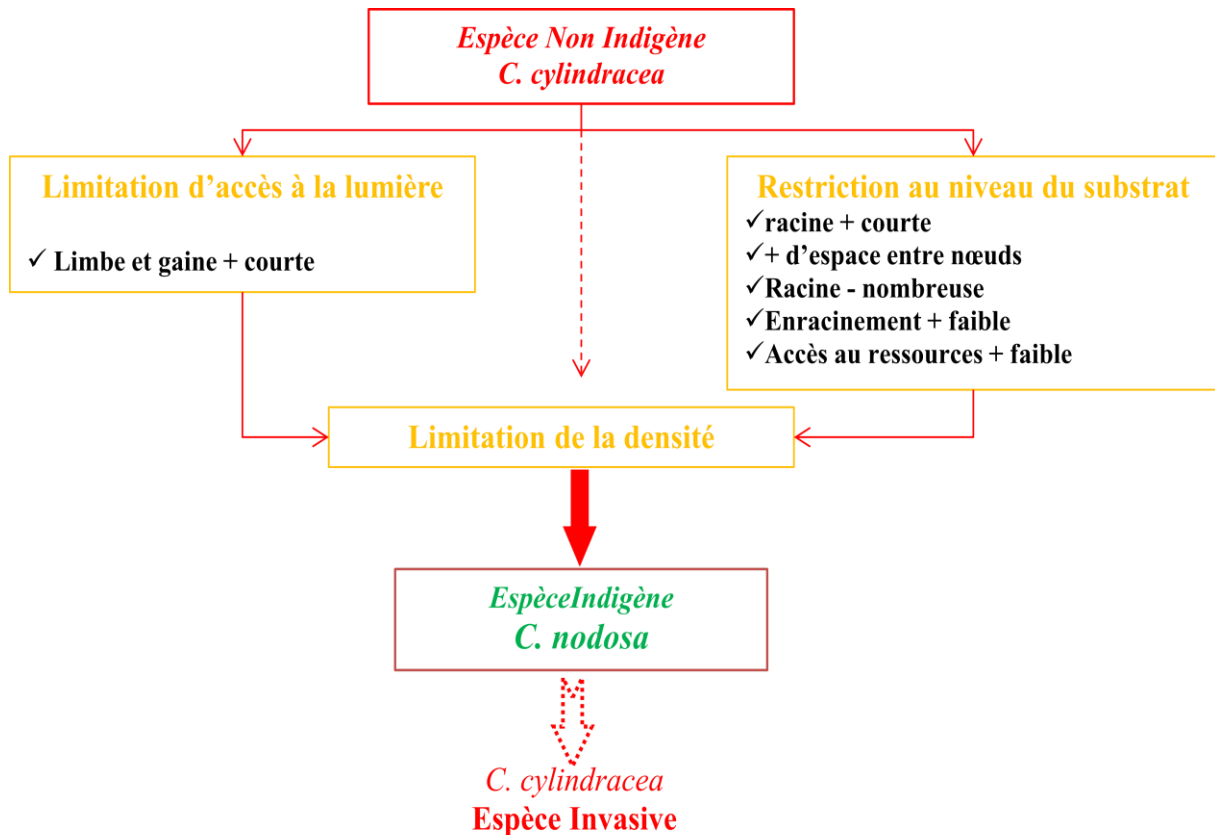 Espèce Non Indigène
C. cylindracea
Limitation d'accès à la lumière
✓ Limbe et gaine + courte
Restriction au niveau du substrat
✓racine + courte
✓+ d'espace entre nœuds
✓Racine - nombreuse
✓Enracinement + faible
✓Accès au ressources + faible
Limitation de la densité
EspèceIndigène
C. nodosa
C. cylindracea
Espèce Invasive